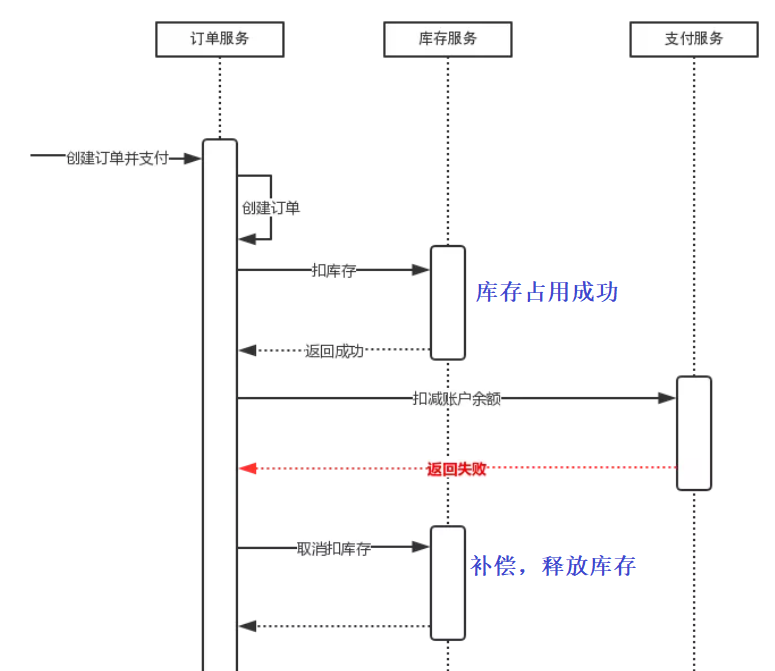 订单服务
库存服务
支付服务
创建订单并支付
创建订单
扣库存
库存占用成功
返回成功
扣减账户余额
返回失败
取消扣库存
补偿，释放库存